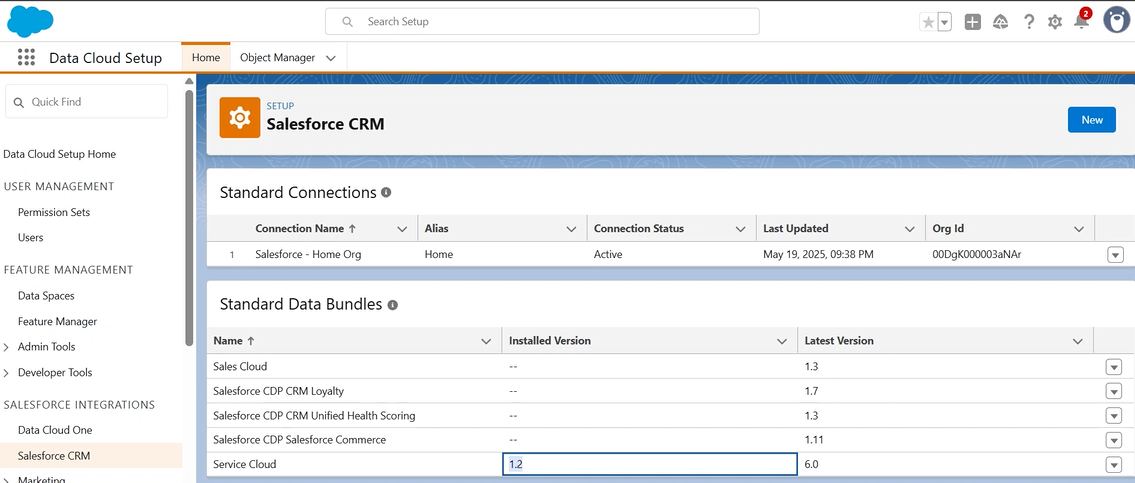 Search Setup
2
Data Cloud Setup Home Object Manager
Quick Find
Data Cloud Setup Home
USER MANAGEMENT
Permission Sets
Users
FEATURE MANAGEMENT
Data Spaces
Feature Manager
Admin Tools
Developer Tools
SALESFORCE INTEGRATIONS
Data Cloud One
Salesforce CRM
Marketing
SETUP
Salesforce CRM
New
Standard Connections
Connection Name Alias Connection Status Last Updated Org Id
1 Salesforce - Home Org Home Active May 19, 2025, 09:38 PM 00DgK000003aNAr
Standard Data Bundles
Name Installed Version Latest Version
Sales Cloud -- 1.3
Salesforce CDP CRM Loyalty -- 1.7
Salesforce CDP CRM Unified Health Scoring -- 1.3
Salesforce CDP Salesforce Commerce -- 1.11
Service Cloud 1.2 6.0